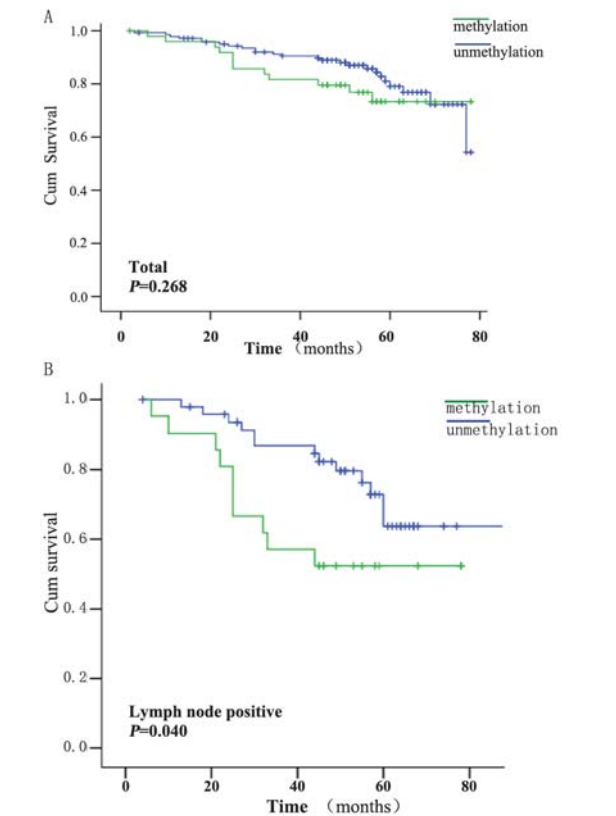 A
methylation
unmethylation
1.0
0.8
0.6
0.4
0.2
0.0
Cum Survival
Total
P=0.268
0 20 40 60 80
Time （months）
B
methylation
unmethylation
1.0
0.8
0.6
0.4
0.2
0.0
Cum survival
Lymph node positive
P=0.040
0 20 40 60 80
Time （months）